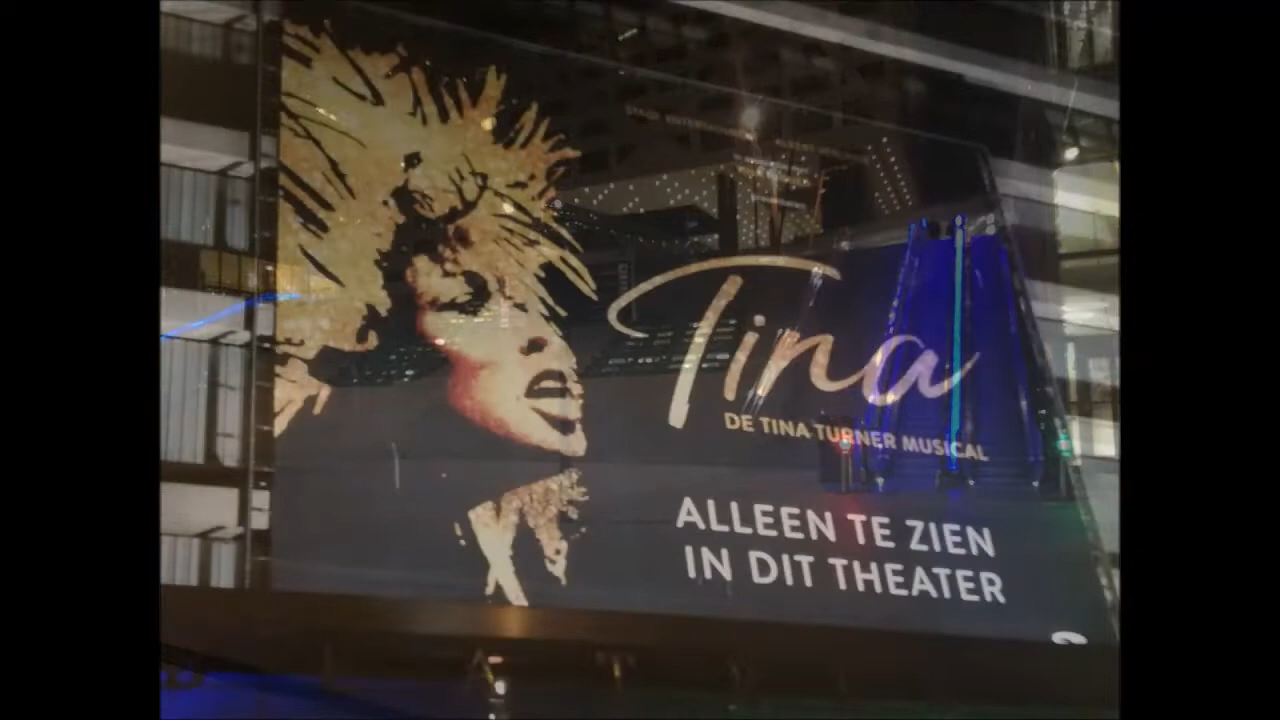 Tina
DE TINA TURNER MUSICAL
ALLEEN TE ZIEN
IN DIT THEATER